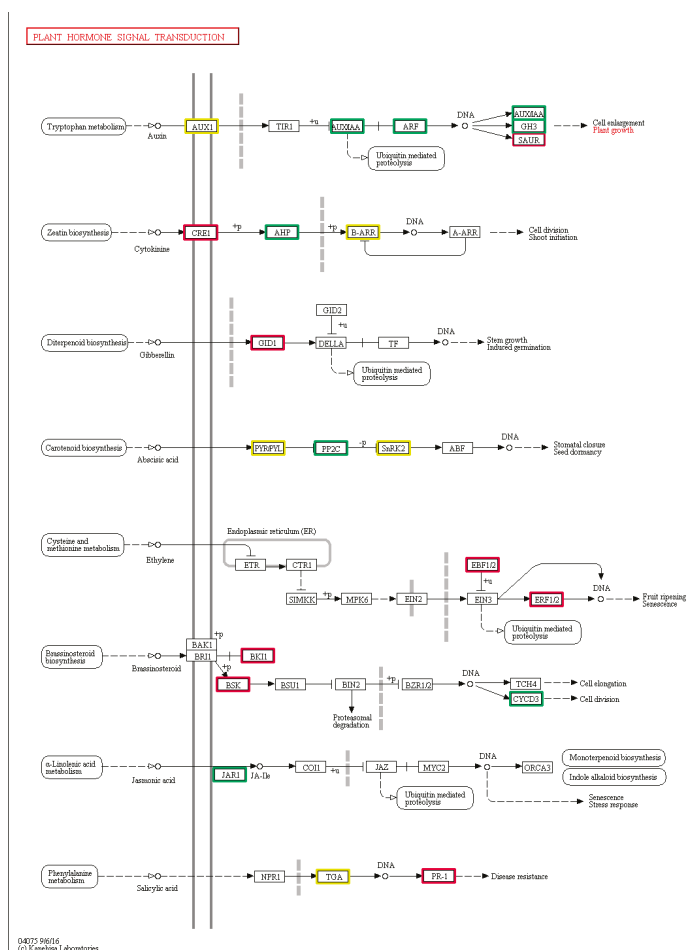 PLANT HORMONE SIGNAL TRANSDUCTION
Tryptophan metabolism
Auxin
AUX1
TIR1
+u
AUX/IAA
ARF
DNA
AUX/IAA
GH3
SAUR
Cell enlargement
Plant growth
Ubiquitin mediated
proteolysis
Zeatin biosynthesis
Cytokinine
CRE1
+p
AHP
+p
B-ARR
DNA
A-ARR
Cell division
Shoot initiation
Diterpenoid biosynthesis
Gibberellin
GID1
GID2
+u
DELLA
TF
DNA
Stem growth
Induced germination
Ubiquitin mediated
proteolysis
Carotenoid biosynthesis
Abscisic acid
PYR/PYL
PP2C
-p
SnRK2
ABF
DNA
Stomatal closure
Seed dormancy
Cysteine and
methionine metabolism
Ethylene
Endoplasmic reticulum (ER)
ETR
CTR1
SIMKK
+p
MPK6
EIN2
EBF1/2
+u
EIN3
ERF1/2
DNA
Fruit ripening
Senescence
Ubiquitin mediated
proteolysis
Brassinosteroid
biosynthesis
Brassinosteroid
BAK1
BRI1
+p
+p
BKI1
BSK
BSU1
BIN2
+p
BZR1/2
DNA
TCH4
CYCD3
Cell elongation
Cell division
Proteasomal
degradation
α-Linolenic acid
metabolism
Jasmonic acid
JAR1
JA-Ile
COI1
+u
JAZ
MYC2
DNA
ORCA3
Monoterpenoid biosynthesis
Indole alkaloid biosynthesis
Ubiquitin mediated
proteolysis
Senescence
Stress response
Phenylalanine
metabolism
Salicylic acid
NPR1
TGA
DNA
PR-1
Disease resistance
04075 9/6/16
(c) Kanehisa Laboratories